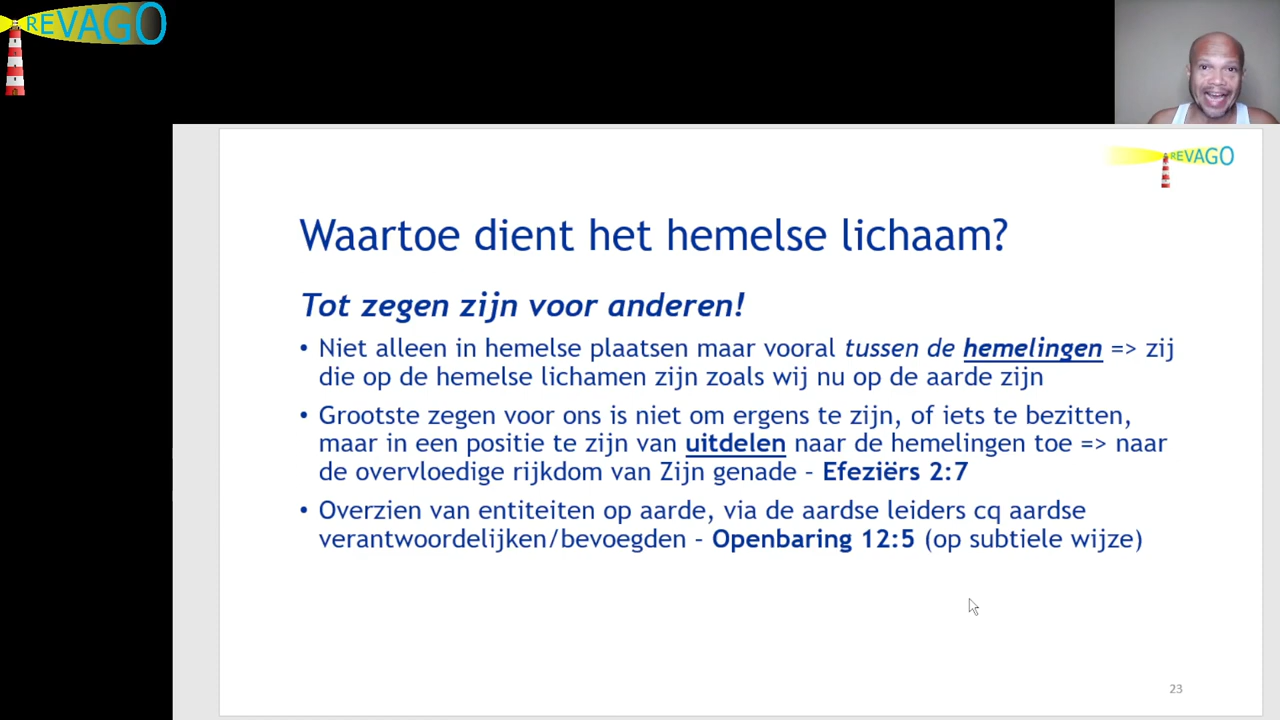 REVAGO
REVAGO
Waartoe dient het hemelse lichaam?
Tot zegen zijn voor anderen!
• Niet alleen in hemelse plaatsen maar vooral tussen de hemelingen => zij
die op de hemelse lichamen zijn zoals wij nu op de aarde zijn
• Grootste zegen voor ons is niet om ergens te zijn, of iets te bezitten,
maar in een positie te zijn van uitdelen naar de hemelingen toe => naar
de overvloedige rijkdom van Zijn genade – Efeziërs 2:7
• Overzien van entiteiten op aarde, via de aardse leiders cq aardse
verantwoordelijken/bevoegden – Openbaring 12:5 (op subtiele wijze)
23